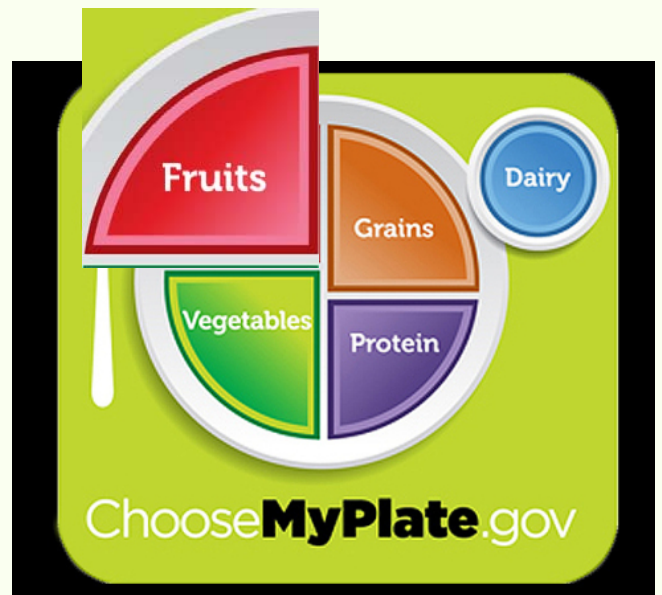 Fruits
Dairy
Grains
Vegetables
Protein
ChooseMyPlate.gov